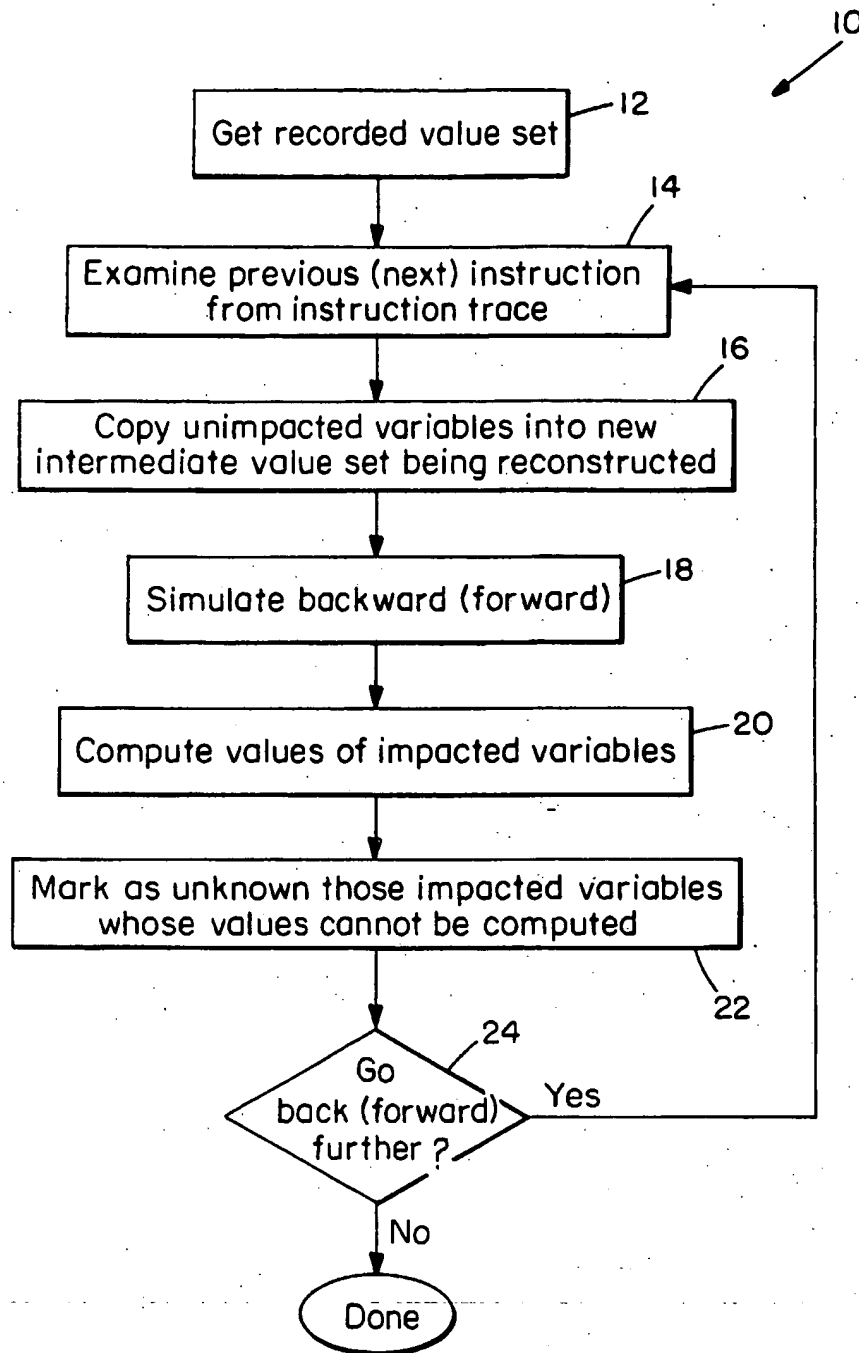 10
12
Get recorded value set
14
Examine previous (next) instruction
from instruction trace
16
Copy unimpacted variables into new
intermediate value set being reconstructed
18
Simulate backward (forward)
20
Compute values of impacted variables
Mark as unknown those impacted variables
whose values cannot be computed
22
24
Go
back (forward)
further ?
Yes
No
Done